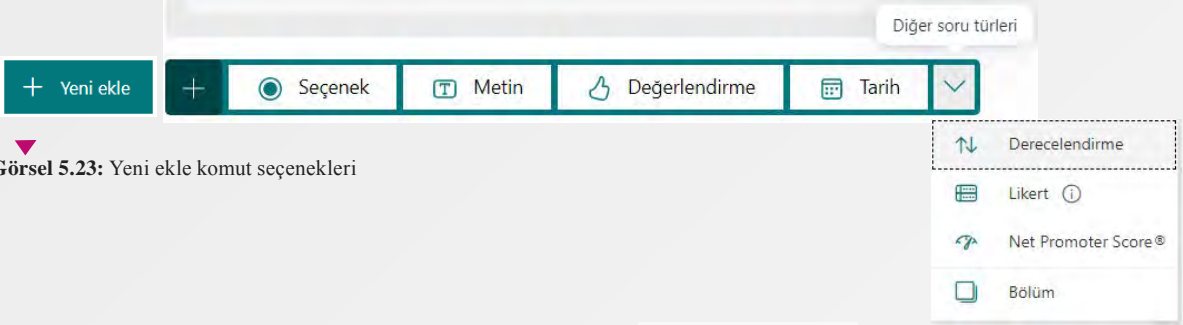 Diğer soru türleri
Yeni ekle
Seçenek
Metin
Değerlendirme
Tarih
Görsel 5.23: Yeni ekle komut seçenekleri
Derecelendirme
Likert
Net Promoter Score®
Bölüm